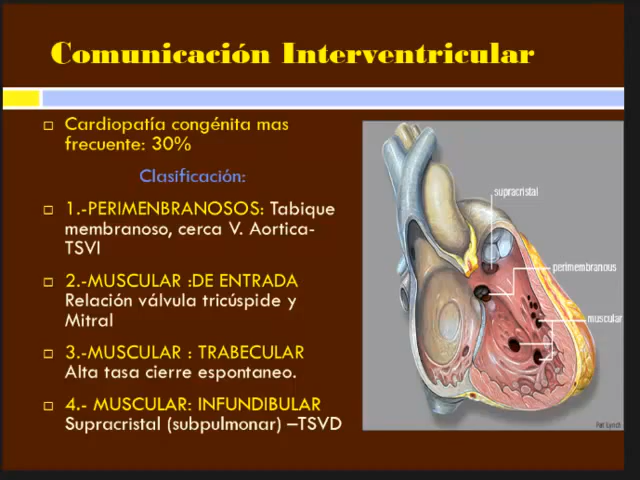 Comunicación Interventricular
Cardiopatía congénita mas
frecuente: 30%
Clasificación:
1.-PERIMENBRANOSOS: Tabique
membranoso, cerca V. Aortica-
TSVI
2.-MUSCULAR :DE ENTRADA
Relación válvula tricúspide y
Mitral
3.-MUSCULAR : TRABECULAR
Alta tasa cierre espontaneo.
4.- MUSCULAR: INFUNDIBULAR
Supracristal (subpulmonar) –TSVD
supracristal
perimembranous
muscular
Pat Lynch